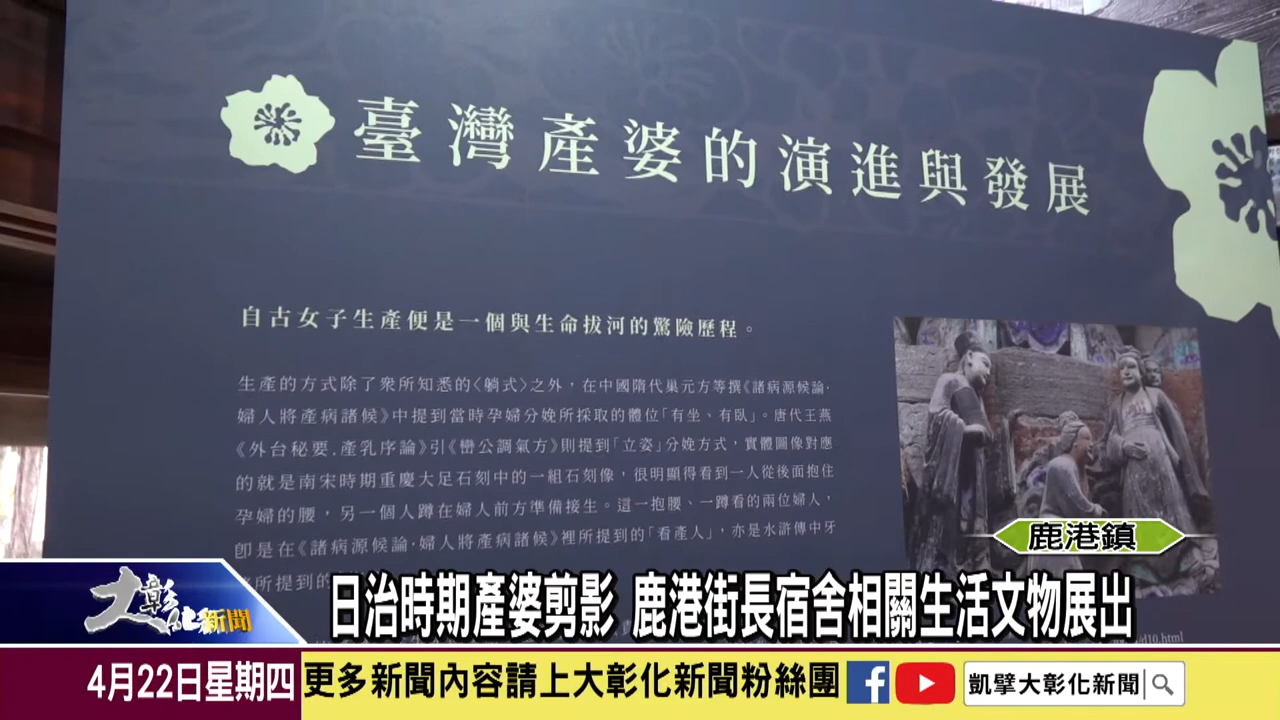 臺灣產婆的演進與發展
自古女子生產便是一個與生命拔河的驚險歷程。
生產的方式除了眾所知悉的〈躺式〉之外，在中國隋代巢元方等撰《諸病源候論·
婦人將產病諸候》中提到當時孕婦分娩所採取的體位「有坐、有臥」。唐代王燕
《外台秘要.產乳序論》引《巒公調氣方》則提到「立姿」分娩方式，實體圖像對應
的就是南宋時期重慶大足石刻中的一組石刻像，很明顯得看到一人從後面抱住
孕婦的腰，另一個人蹲在婦人前方準備接生。這一抱腰、一蹲看的兩位婦人，
即是在《諸病源候論·婦人將產病諸候》裡所提到的「看產人」，亦是水滸傳中牙
所提到的
d10.html
鹿港鎮
大彰化新聞
日治時期產婆剪影 鹿港街長宿舍相關生活文物展出
4月22日星期四
更多新聞內容請上大彰化新聞粉絲團
凱擘大彰化新聞